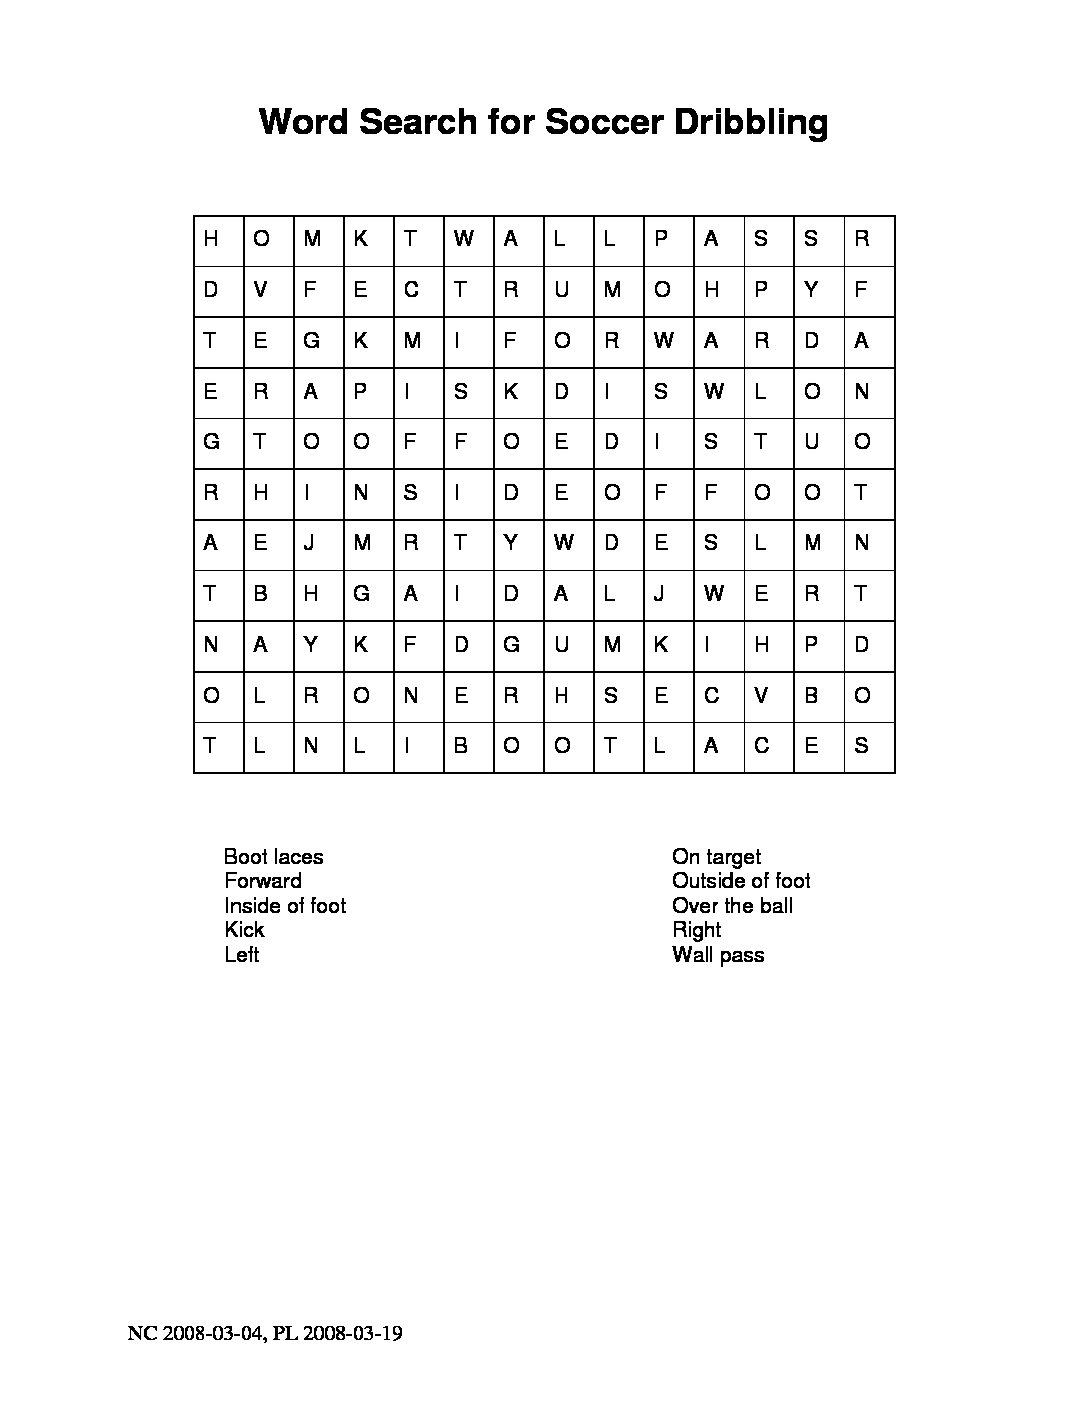 Word Search for Soccer Dribbling
H O M K T W A L L P A S S R
D V F E C T R U M O H P Y F
T E G K M I F O R W A R D A
E R A P I S K D I S W L O N
G T O O F F O E D I S T U O
R H I N S I D E O F F O O T
A E J M R T Y W D E S L M N
T B H G A I D A L J W E R T
N A Y K F D G U M K I H P D
O L R O N E R H S E C V B O
T L N L I B O O T L A C E S
Boot laces
Forward
Inside of foot
Kick
Left
On target
Outside of foot
Over the ball
Right
Wall pass
NC 2008-03-04, PL 2008-03-19